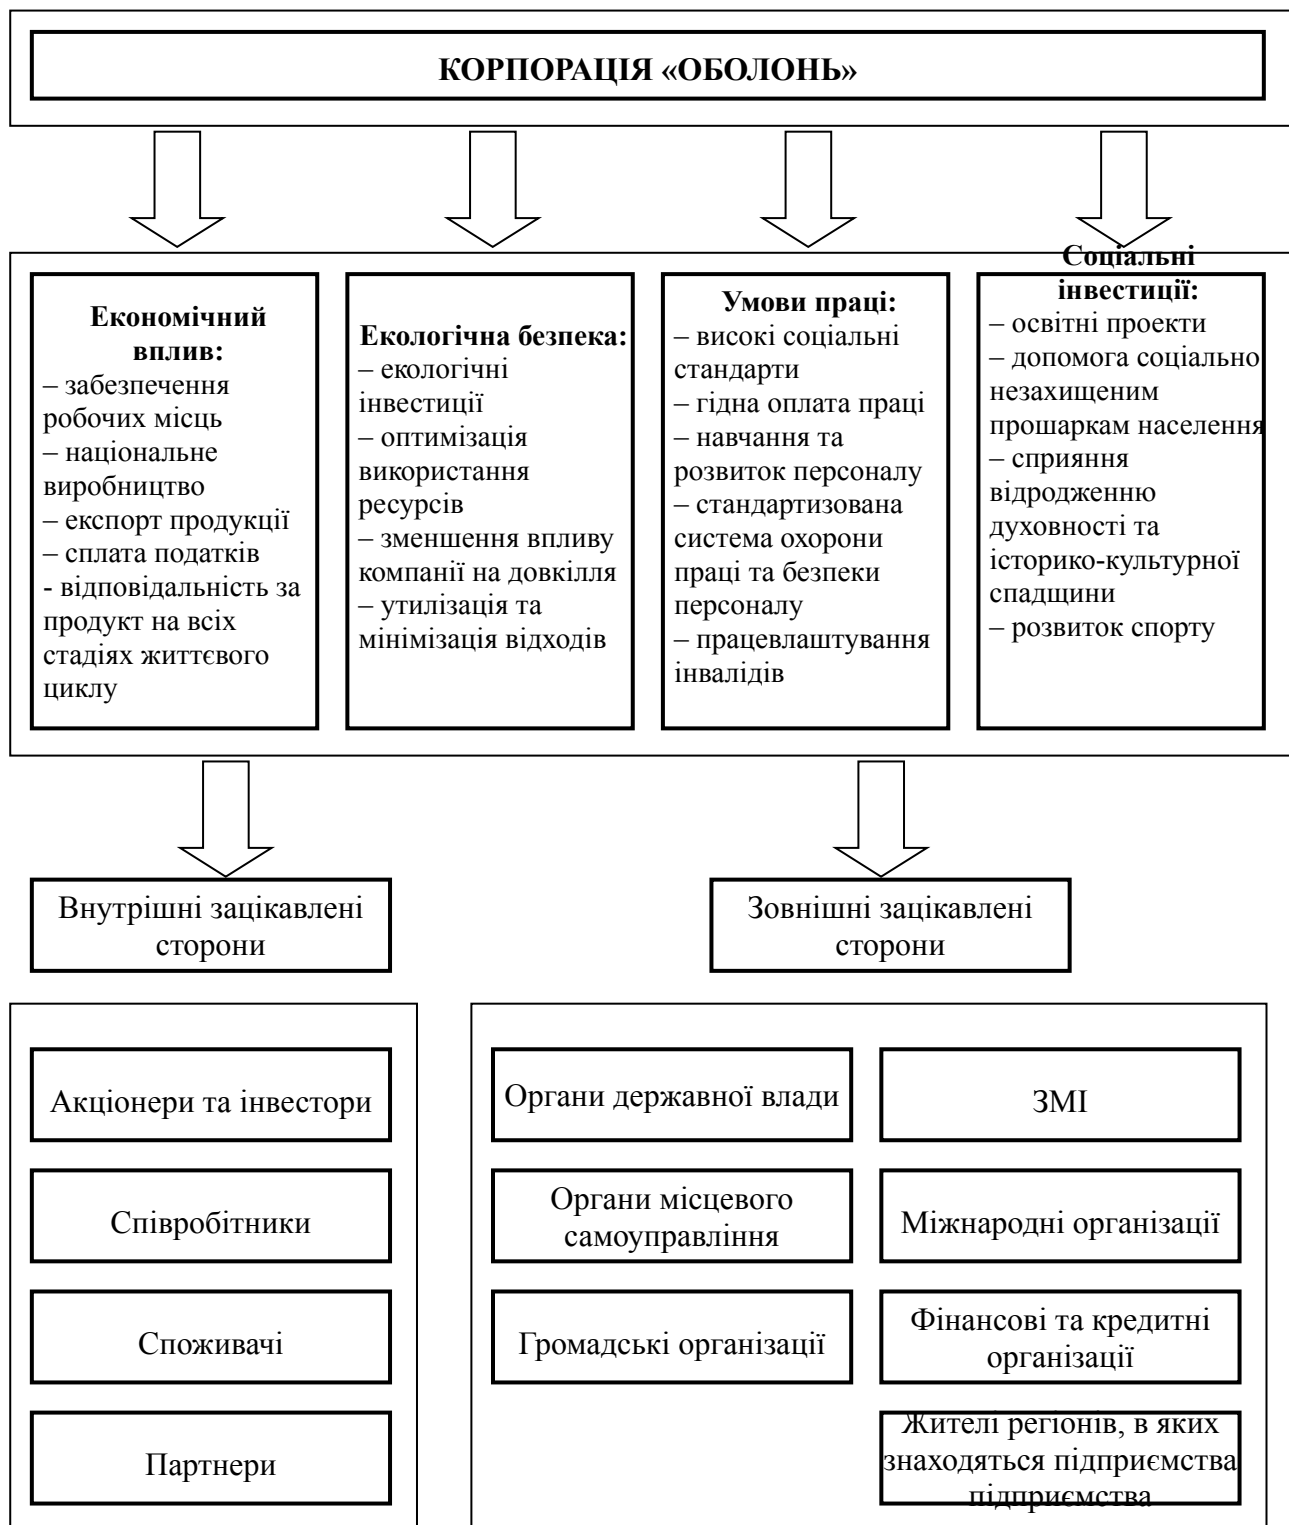 КОРПОРАЦІЯ «ОБОЛОНЬ»
Економічний
вплив:
– забезпечення
робочих місць
– національне
виробництво
– експорт продукції
– сплата податків
- відповідальність за
продукт на всіх
стадіях життєвого
циклу
Екологічна безпека:
– екологічні
інвестиції
– оптимізація
використання
ресурсів
– зменшення впливу
компанії на довкілля
– утилізація та
мінімізація відходів
Умови праці:
– високі соціальні
стандарти
– гідна оплата праці
– навчання та
розвиток персоналу
– стандартизована
система охорони
праці та безпеки
персоналу
– працевлаштування
інвалідів
Соціальні
інвестиції:
– освітні проекти
– допомога соціально
незахищеним
прошаркам населення
– сприяння
відродженню
духовності та
історико-культурної
спадщини
– розвиток спорту
Внутрішні зацікавлені
сторони
Зовнішні зацікавлені
сторони
Акціонери та інвестори
Співробітники
Споживачі
Партнери
Органи державної влади
Органи місцевого
самоуправління
Громадські організації
ЗМІ
Міжнародні організації
Фінансові та кредитні
організації
Жителі регіонів, в яких
знаходяться підприємства
підприємства